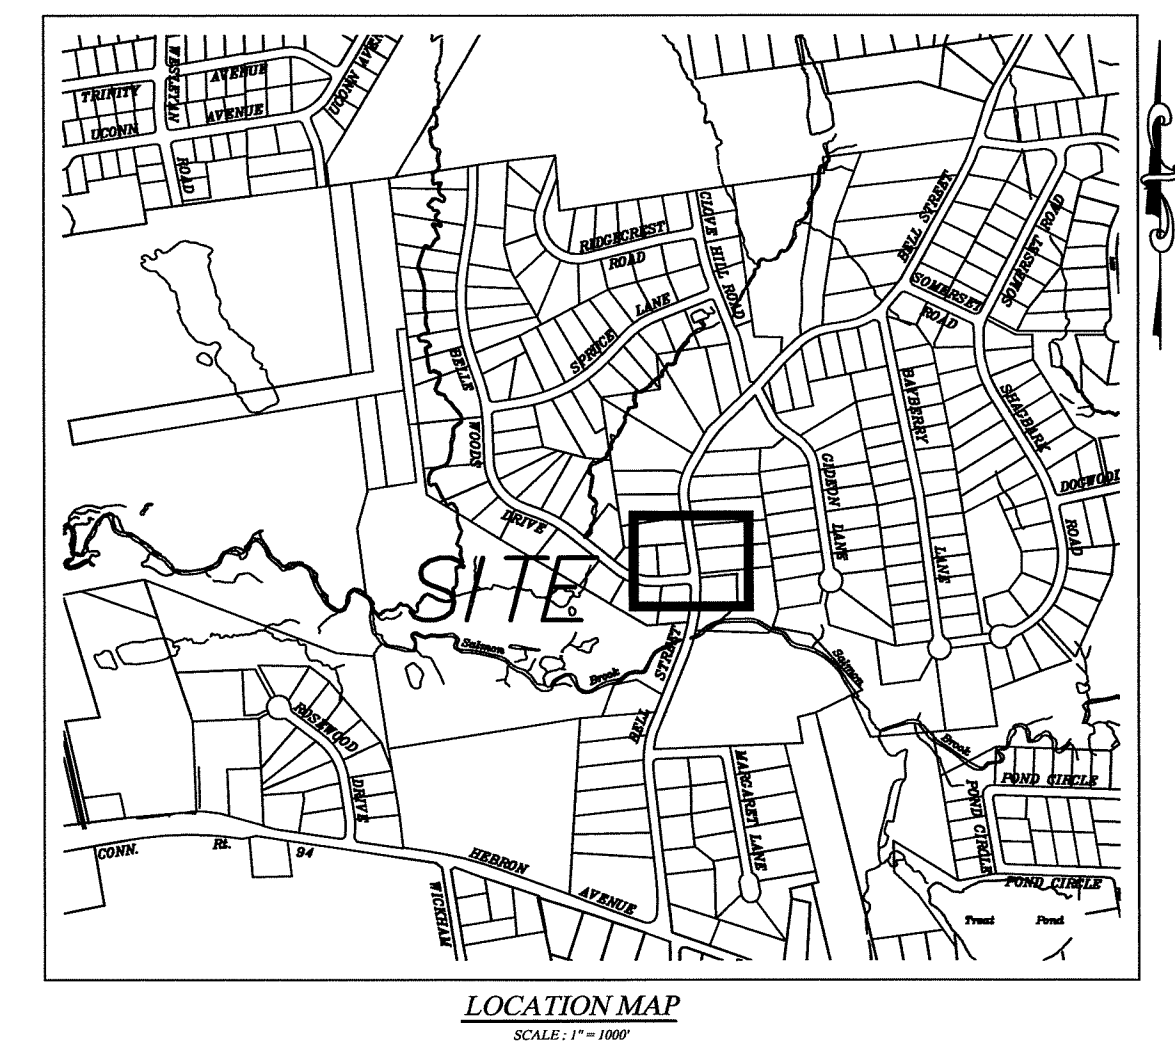 WESLEYAN
ROAD
TRINITY
AVENUE
UCONN
AVENUE
UCONN AVEN
RIDGECREST
ROAD
CLOVE HILL ROAD
BELL STREET
SOMERSET
ROAD
SOMERSET ROAD
SPRUCE LANE
BELLE
WOODS
DRIVE
BAYBERRY
LANE
SHAGBARK
ROAD
DOGWOOD
GIDEON LANE
SITE
Salmon
Brook
Salmon
Brook
BELL
STREET
ROSEWOOD
DRIVE
MARGARET LANE
POND CIRCLE
POND CIRCLE
POND CIRCLE
CONN.
Rt.
94
HEBRON
AVENUE
WICKHAM
Treat Pond
LOCATION MAP
SCALE : 1" = 1000'